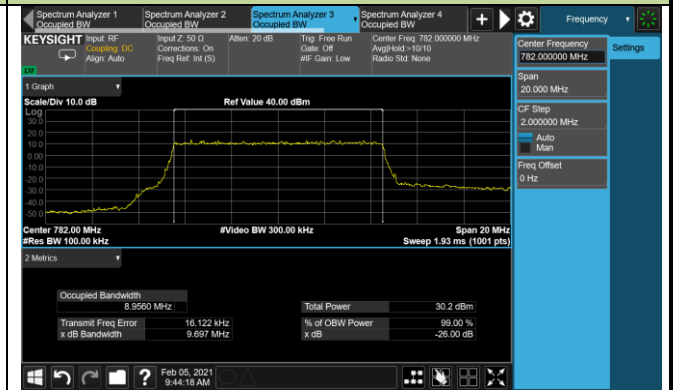 Spectrum Analyzer 1
Occupied BW
Spectrum Analyzer 2
Occupied BW
Spectrum Analyzer 3
Occupied BW
Spectrum Analyzer 4
Occupied BW
Frequency
KEYSIGHT
Input: RF
Coupling: DC
Align: Auto
Input Z: 50 Ω
Corrections: On
Freq Ref: Int (S)
Atten: 20 dB
Trig: Free Run
Gate: Off
#IF Gain: Low
Center Freq: 782.000000 MHz
Avg|Hold:>10/10
Radio Std: None
Center Frequency
782.000000 MHz
Settings
Span
20.000 MHz
CF Step
2.000000 MHz
Auto
Man
Freq Offset
0 Hz
1 Graph
Scale/Div 10.0 dB
Ref Value 40.00 dBm
Log
30.0
20.0
10.0
0.00
-10.0
-20.0
-30.0
-40.0
-50.0
Center 782.00 MHz
#Video BW 300.00 kHz
Span 20 MHz
#Res BW 100.00 kHz
Sweep 1.93 ms (1001 pts)
2 Metrics
Occupied Bandwidth
8.9560 MHz
Total Power
30.2 dBm
Transmit Freq Error
16.122 kHz
% of OBW Power
99.00 %
x dB Bandwidth
9.697 MHz
x dB
-26.00 dB
?
Feb 05, 2021
9:44:18 AM